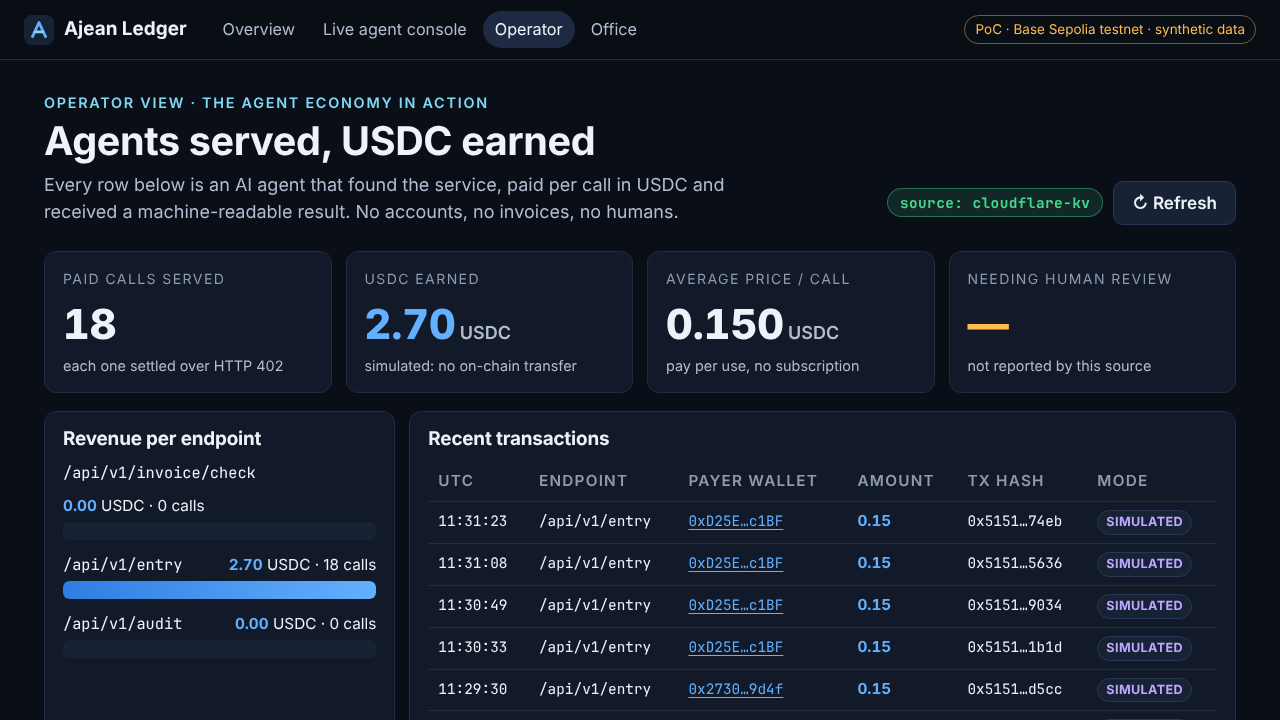 Ajean Ledger Overview Live agent console Operator Office PoC · Base Sepolia testnet · synthetic data
OPERATOR VIEW · THE AGENT ECONOMY IN ACTION
Agents served, USDC earned
Every row below is an AI agent that found the service, paid per call in USDC and
received a machine-readable result. No accounts, no invoices, no humans.
source: cloudflare-kv ↻ Refresh
PAID CALLS SERVED
18
each one settled over HTTP 402
USDC EARNED
2.70 USDC
simulated: no on-chain transfer
AVERAGE PRICE / CALL
0.150 USDC
pay per use, no subscription
NEEDING HUMAN REVIEW
—
not reported by this source
Revenue per endpoint
/api/v1/invoice/check
0.00 USDC · 0 calls
/api/v1/entry 2.70 USDC · 18 calls
/api/v1/audit 0.00 USDC · 0 calls
Recent transactions
UTC ENDPOINT PAYER WALLET AMOUNT TX HASH MODE
11:31:23 /api/v1/entry 0xD25E…c1BF 0.15 0x5151…74eb SIMULATED
11:31:08 /api/v1/entry 0xD25E…c1BF 0.15 0x5151…5636 SIMULATED
11:30:49 /api/v1/entry 0xD25E…c1BF 0.15 0x5151…9034 SIMULATED
11:30:33 /api/v1/entry 0xD25E…c1BF 0.15 0x5151…1b1d SIMULATED
11:29:30 /api/v1/entry 0x2730…9d4f 0.15 0x5151…d5cc SIMULATED